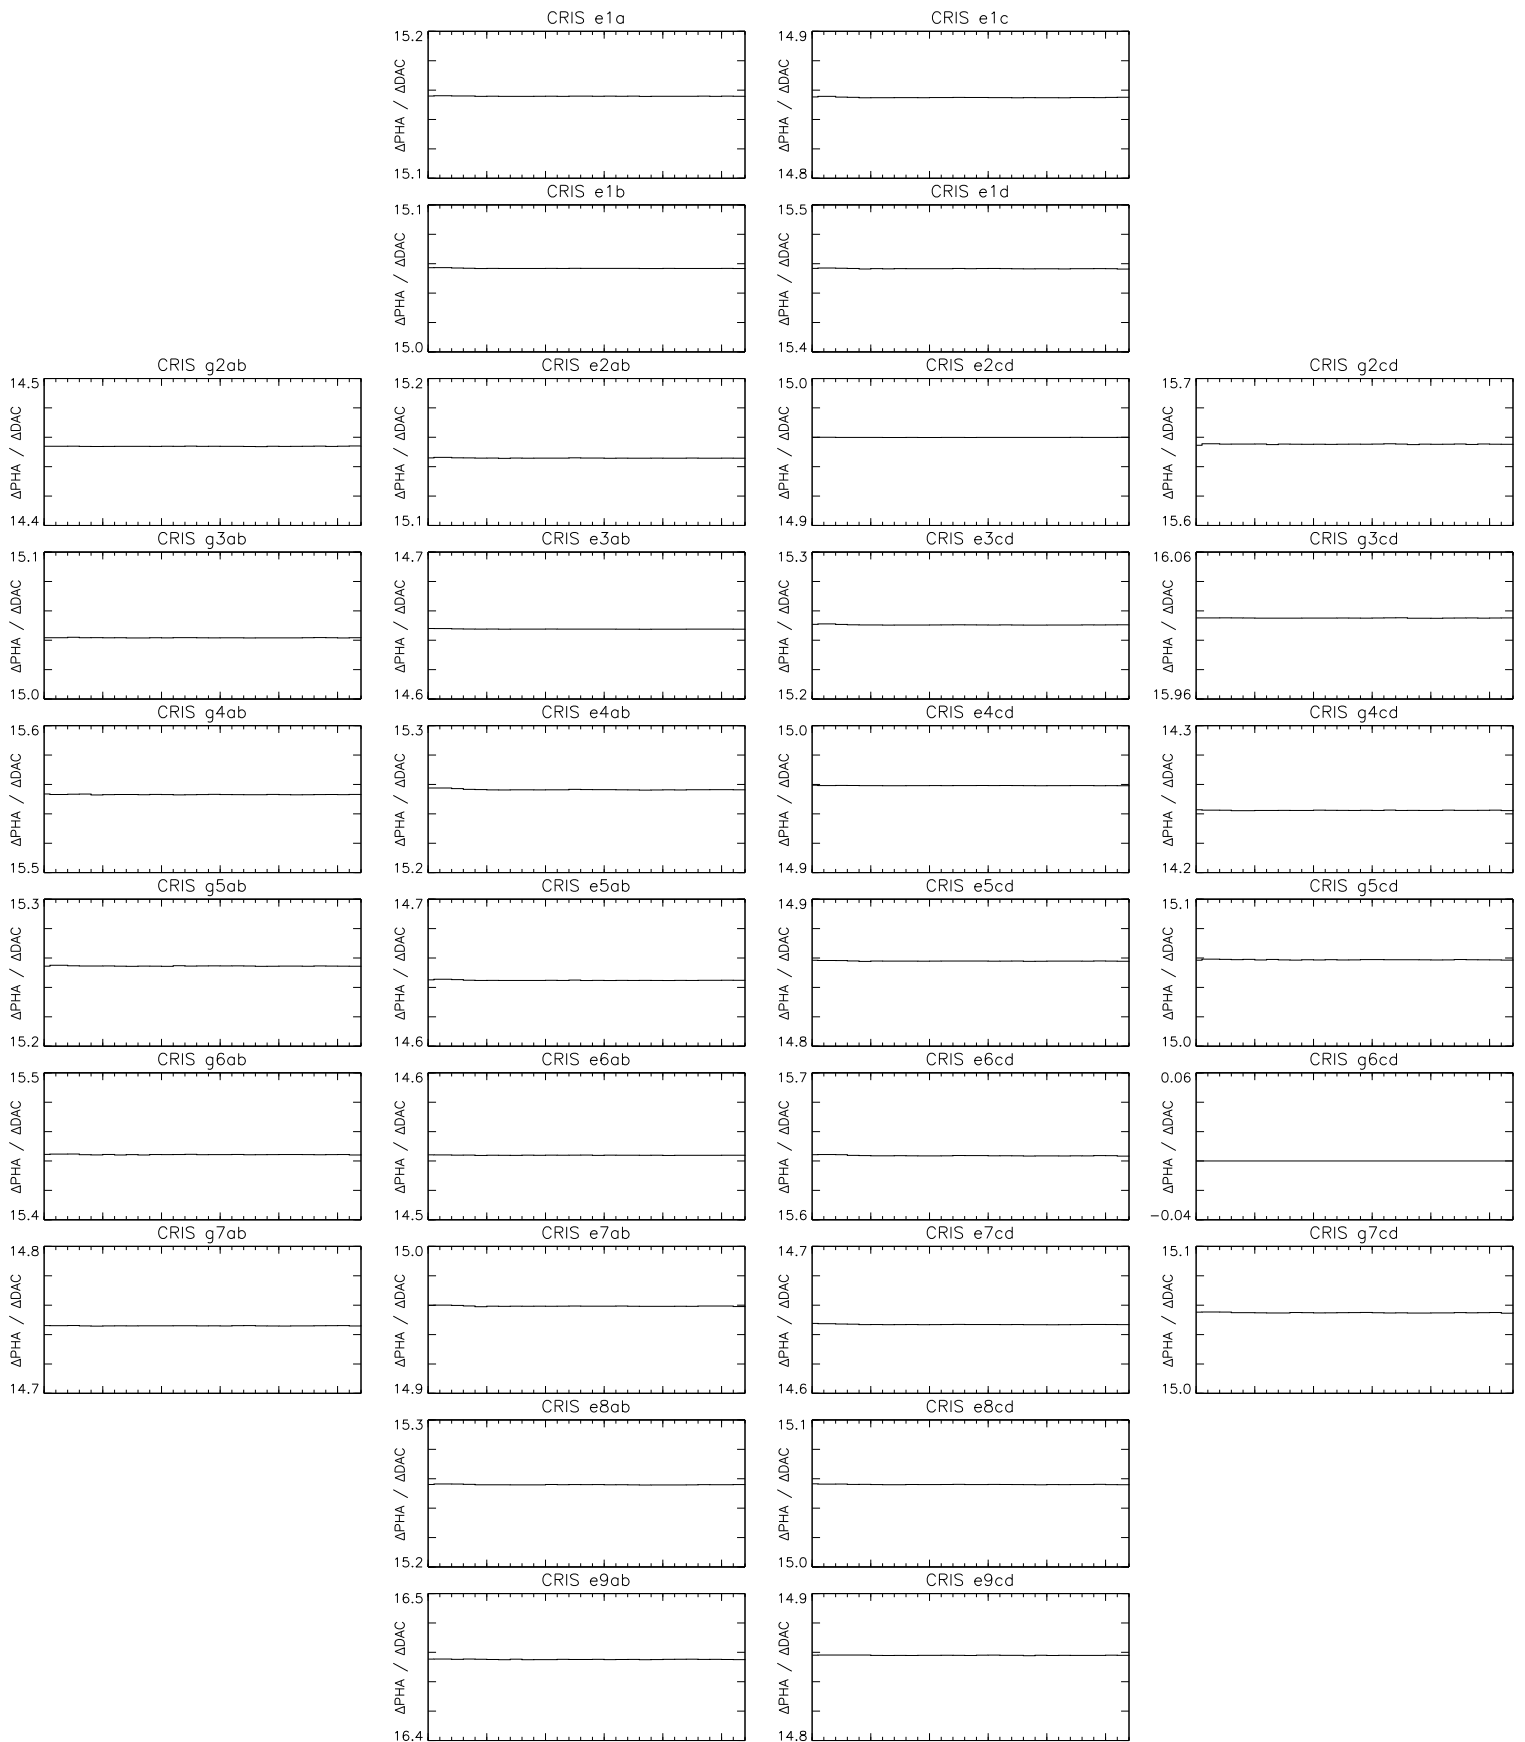 CRIS e1a
15.2
ΔPHA / ΔDAC
15.1
CRIS e1c
14.9
ΔPHA / ΔDAC
14.8
CRIS e1b
15.1
ΔPHA / ΔDAC
15.0
CRIS e1d
15.5
ΔPHA / ΔDAC
15.4
CRIS g2ab
14.5
ΔPHA / ΔDAC
14.4
CRIS e2ab
15.2
ΔPHA / ΔDAC
15.1
CRIS e2cd
15.0
ΔPHA / ΔDAC
14.9
CRIS g2cd
15.7
ΔPHA / ΔDAC
15.6
CRIS g3ab
15.1
ΔPHA / ΔDAC
15.0
CRIS e3ab
14.7
ΔPHA / ΔDAC
14.6
CRIS e3cd
15.3
ΔPHA / ΔDAC
15.2
CRIS g3cd
16.06
ΔPHA / ΔDAC
15.96
CRIS g4ab
15.6
ΔPHA / ΔDAC
15.5
CRIS e4ab
15.3
ΔPHA / ΔDAC
15.2
CRIS e4cd
15.0
ΔPHA / ΔDAC
14.9
CRIS g4cd
14.3
ΔPHA / ΔDAC
14.2
CRIS g5ab
15.3
ΔPHA / ΔDAC
15.2
CRIS e5ab
14.7
ΔPHA / ΔDAC
14.6
CRIS e5cd
14.9
ΔPHA / ΔDAC
14.8
CRIS g5cd
15.1
ΔPHA / ΔDAC
15.0
CRIS g6ab
15.5
ΔPHA / ΔDAC
15.4
CRIS e6ab
14.6
ΔPHA / ΔDAC
14.5
CRIS e6cd
15.7
ΔPHA / ΔDAC
15.6
CRIS g6cd
0.06
ΔPHA / ΔDAC
−0.04
CRIS g7ab
14.8
ΔPHA / ΔDAC
14.7
CRIS e7ab
15.0
ΔPHA / ΔDAC
14.9
CRIS e7cd
14.7
ΔPHA / ΔDAC
14.6
CRIS g7cd
15.1
ΔPHA / ΔDAC
15.0
CRIS e8ab
15.3
ΔPHA / ΔDAC
15.2
CRIS e8cd
15.1
ΔPHA / ΔDAC
15.0
CRIS e9ab
16.5
ΔPHA / ΔDAC
16.4
CRIS e9cd
14.9
ΔPHA / ΔDAC
14.8